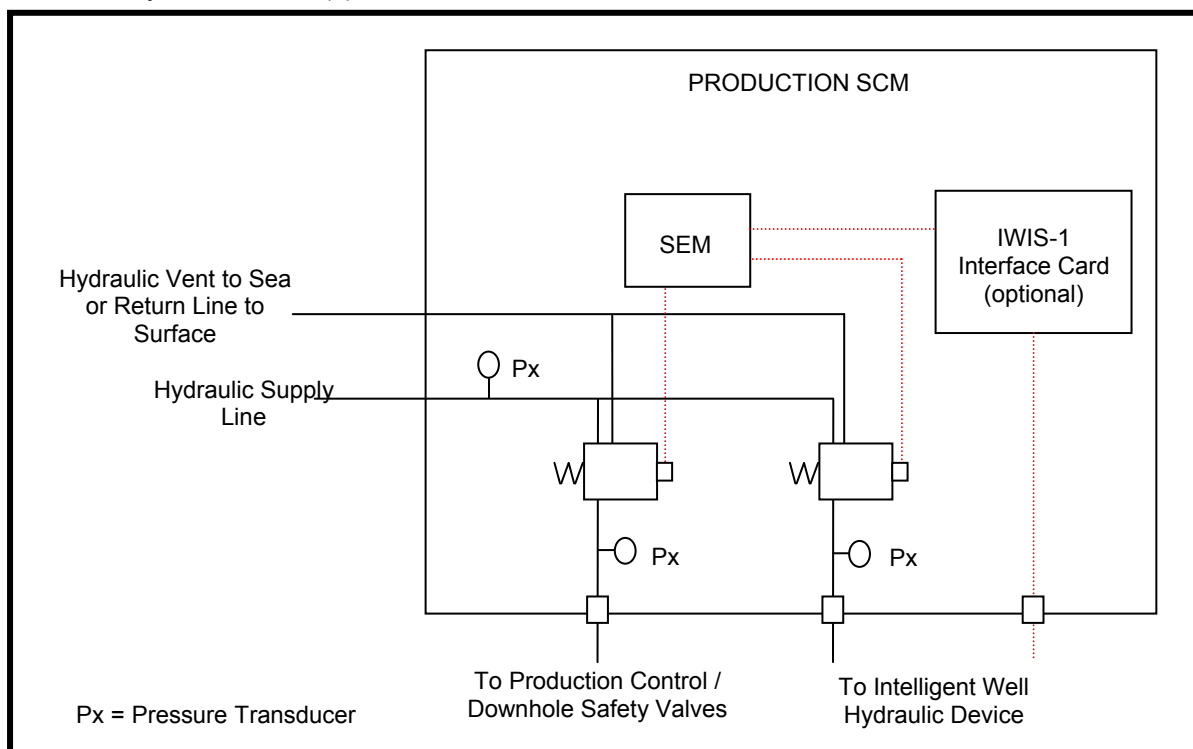 PRODUCTION SCM
SEM
IWIS-1
Interface Card
(optional)
Hydraulic Vent to Sea
or Return Line to
Surface
Px
Hydraulic Supply
Line
Px
Px
To Production Control /
Downhole Safety Valves
To Intelligent Well
Hydraulic Device
Px = Pressure Transducer